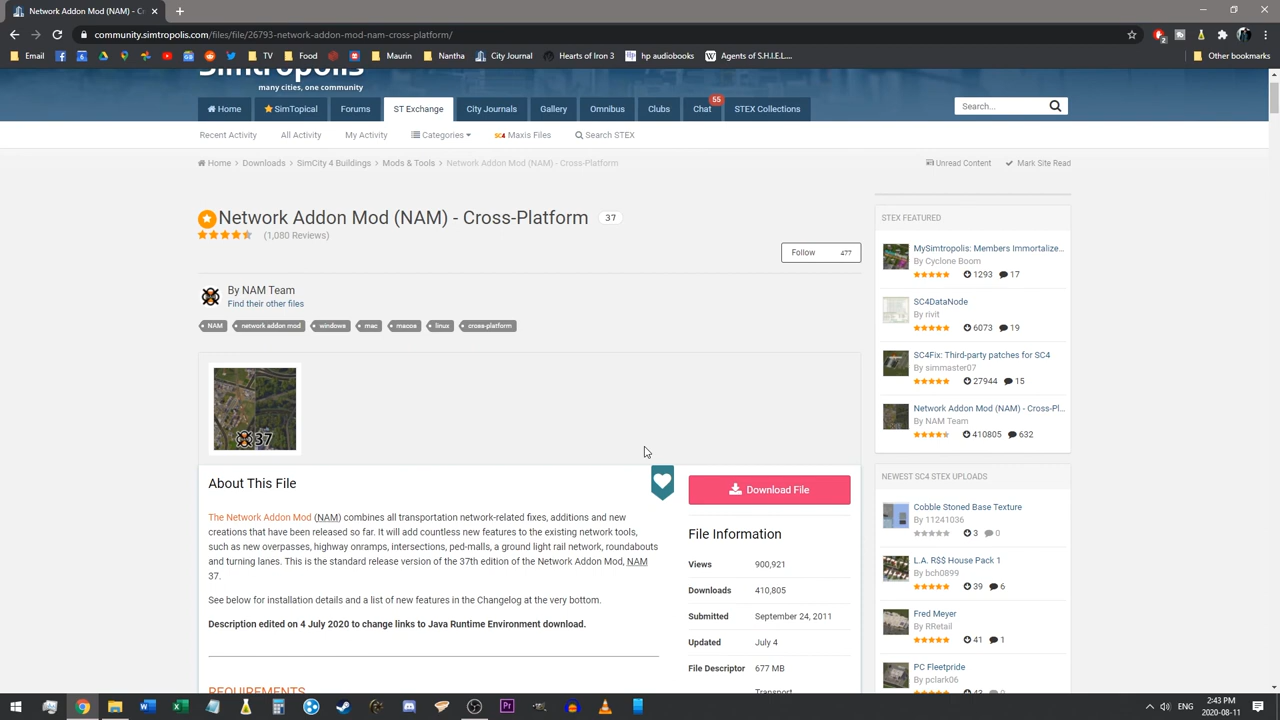 Network Addon Mod (NAM) - Cross
community.simtropolis.com/files/file/26793-network-addon-mod-nam-cross-platform/
Email
6
TV
Food
Maurin
Nantha
Journeys
Hearts of Iron 3
hp audiobooks
Agents of S.H.I.E.L....
Other bookmarks
Simtropolis
many cities, one community
Home
SimTropical
Forums
ST Exchange
City Journals
Gallery
Omnibus
Clubs
Chat
55
STEX Collections
Search...
Recent Activity
All Activity
My Activity
Categories
SC4 Maxis Files
Search STEX
Home > Downloads > SimCity 4 Buildings > Mods & Tools > Network Addon Mod (NAM) - Cross-Platform
Unread Content
Mark Site Read
Network Addon Mod (NAM) - Cross-Platform 37
(1,080 Reviews)
Follow 477
By NAM Team
Find their other files
NAM
network addon mod
windows
mac
macos
linux
cross-platform
37
About This File
The Network Addon Mod (NAM) combines all transportation network-related fixes, additions and new
creations that have been released so far. It will add countless new features to the existing network tools,
such as new overpasses, highway onramps, intersections, ped-malls, a ground light rail network, roundabouts
and turning lanes. This is the standard release version of the 37th edition of the Network Addon Mod, NAM
37.
See below for installation details and a list of new features in the Changelog at the very bottom.
Description edited on 4 July 2020 to change links to Java Runtime Environment download.
REQUIREMENTS
Download File
File Information
Views 900,921
Downloads 410,805
Submitted September 24, 2011
Updated July 4
File Descriptor 677 MB
Transport
STEX FEATURED
MySimtropolis: Members Immortalize...
By Cyclone Boom
1293 17
SC4DataNode
By rivit
6073 19
SC4Fix: Third-party patches for SC4
By simmaster07
27944 15
Network Addon Mod (NAM) - Cross-Pl...
By NAM Team
410805 632
NEWEST SC4 STEX UPLOADS
Cobble Stoned Base Texture
By 11241036
3 0
L.A. R$$ House Pack 1
By bch0899
39 6
Fred Meyer
By RRetail
41 1
PC Fleetpride
By pclark06
43 0
2:43 PM
ENG
2020-08-11